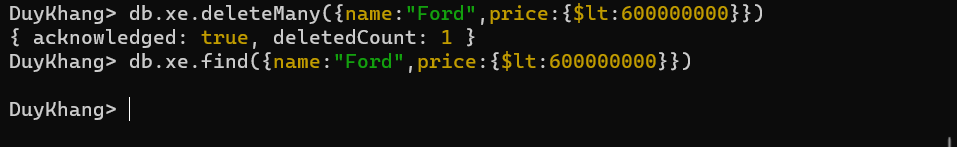 DuyKhang> db.xe.deleteMany({name:"Ford",price:{$lt:600000000}})
{ acknowledged: true, deletedCount: 1 }
DuyKhang> db.xe.find({name:"Ford",price:{$lt:600000000}})
DuyKhang>